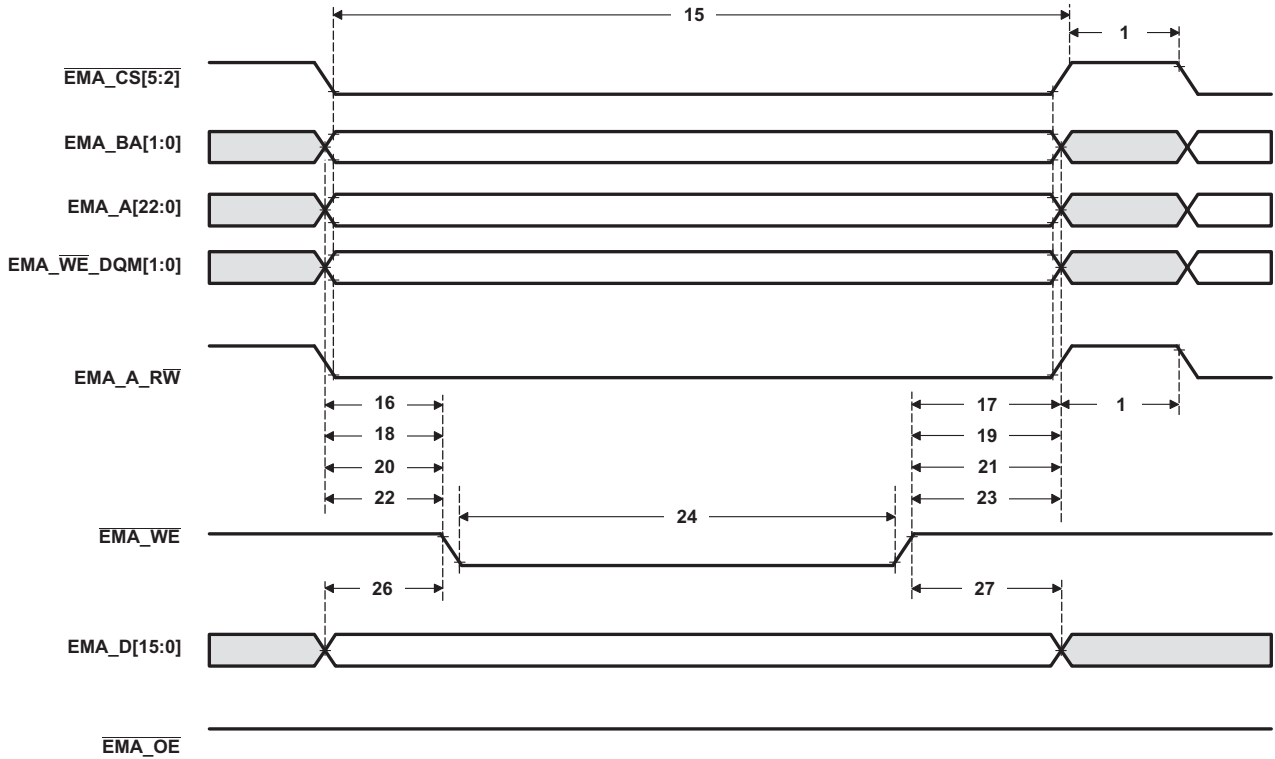 15
1
EMA_CS[5:2]
EMA_BA[1:0]
EMA_A[22:0]
EMA_WE_DQM[1:0]
EMA_A_RW
16
17
1
18
19
20
21
22
23
24
EMA_WE
26
27
EMA_D[15:0]
EMA_OE